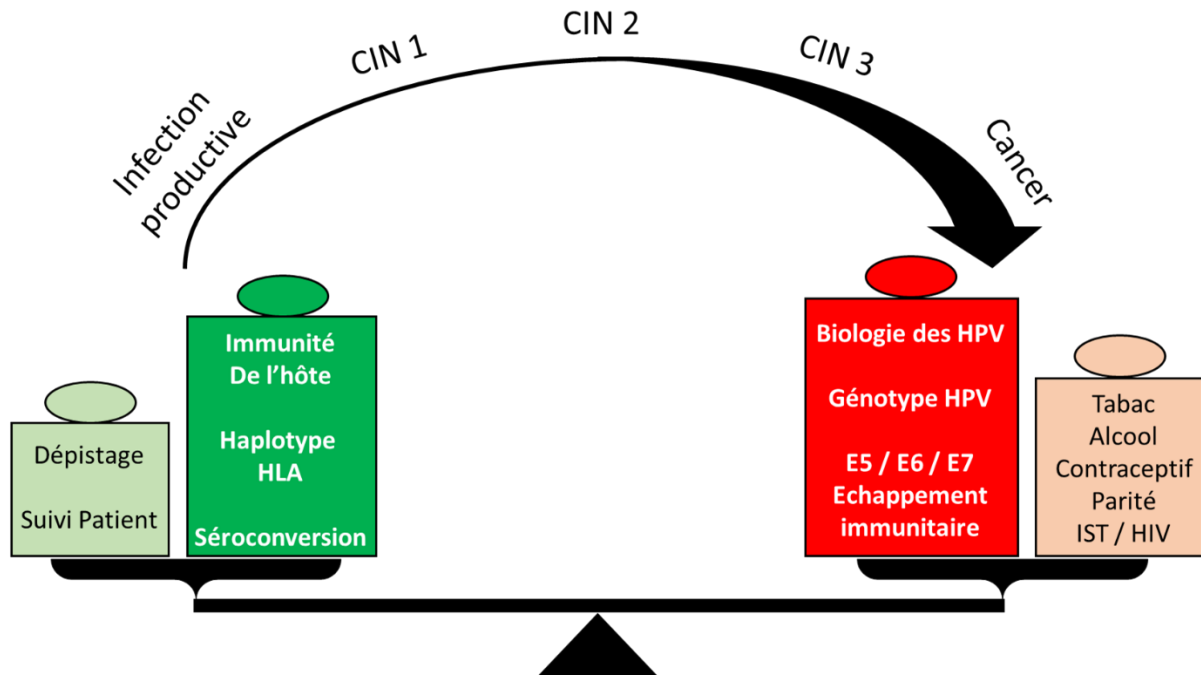 Infection
productive
CIN 1
CIN 2
CIN 3
Cancer
Dépistage
Suivi Patient
Immunité
De l’hôte
Haplotype
HLA
Séroconversion
Biologie des HPV
Génotype HPV
E5 / E6 / E7
Echappement
immunitaire
Tabac
Alcool
Contraceptif
Parité
IST / HIV